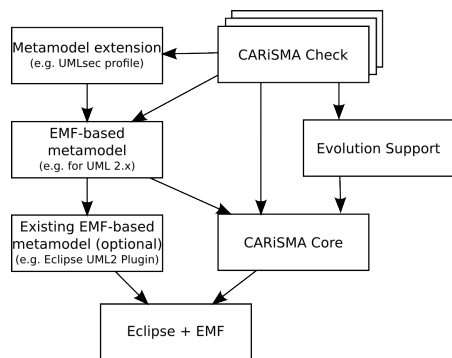 Metamodel extension
(e.g. UMLsec profile)
CARiSMA Check
EMF-based
metamodel
(e.g. for UML 2.x)
Evolution Support
Existing EMF-based
metamodel (optional)
(e.g. Eclipse UML2 Plugin)
CARiSMA Core
Eclipse + EMF